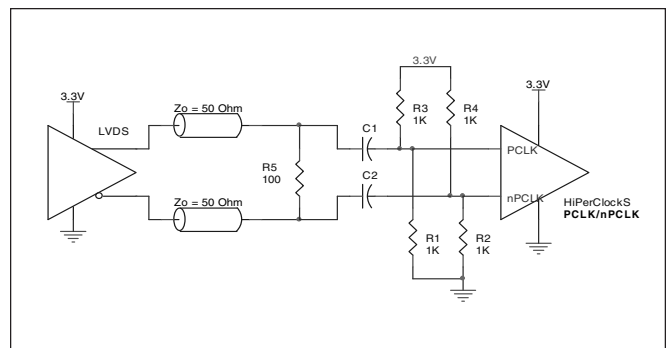 3.3V
3.3V
3.3V
Zo = 50 Ohm
LVDS
R3
1K
R4
1K
C1
PCLK
R5
100
C2
Zo = 50 Ohm
nPCLK
HiPerClockS
PCLK/nPCLK
R1
1K
R2
1K